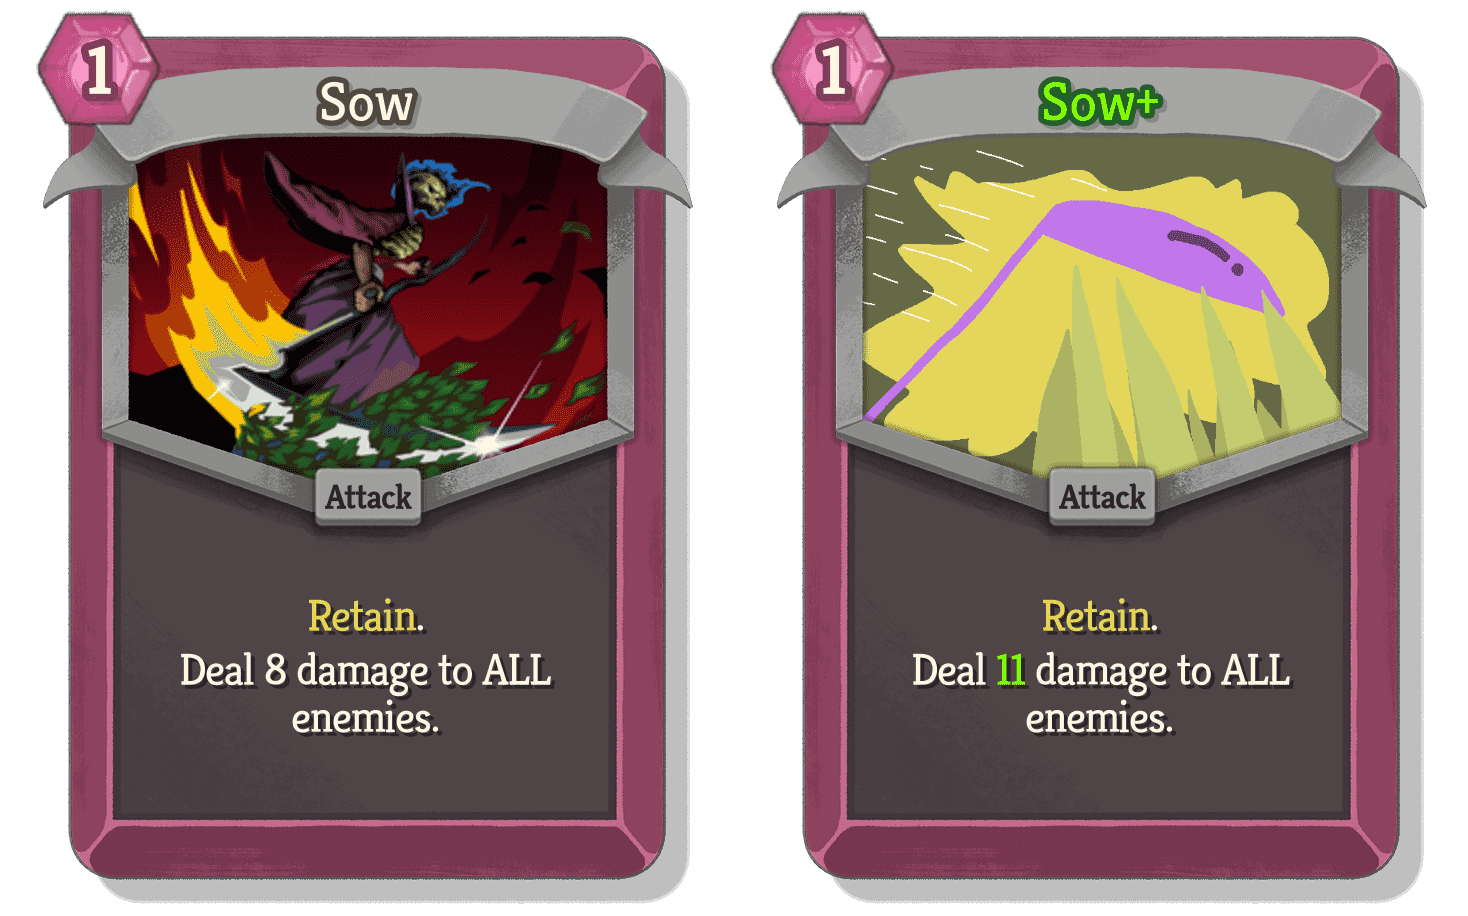 1
Sow
Attack
Retain.
Deal 8 damage to ALL
enemies.
1
Sow+
Attack
Retain.
Deal 11 damage to ALL
enemies.